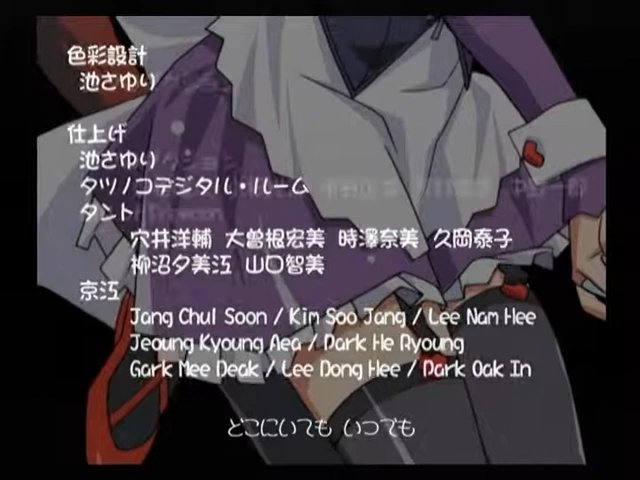 色彩設計
池さゆり
仕上げ
池さゆり
タツノコデジタル・ルーム
タント
穴井洋輔 大曽根宏美 時澤奈美 久岡泰子
柳沼夕美江 山口智美
京江
Jang Chul Soon / Kim Soo Jang / Lee Nam Hee
Jeoung Kyoung Aea / Dark He Ryoung
Gark Mee Deak / Lee Dong Hee / Dark Oak In
どこにいても いつでも